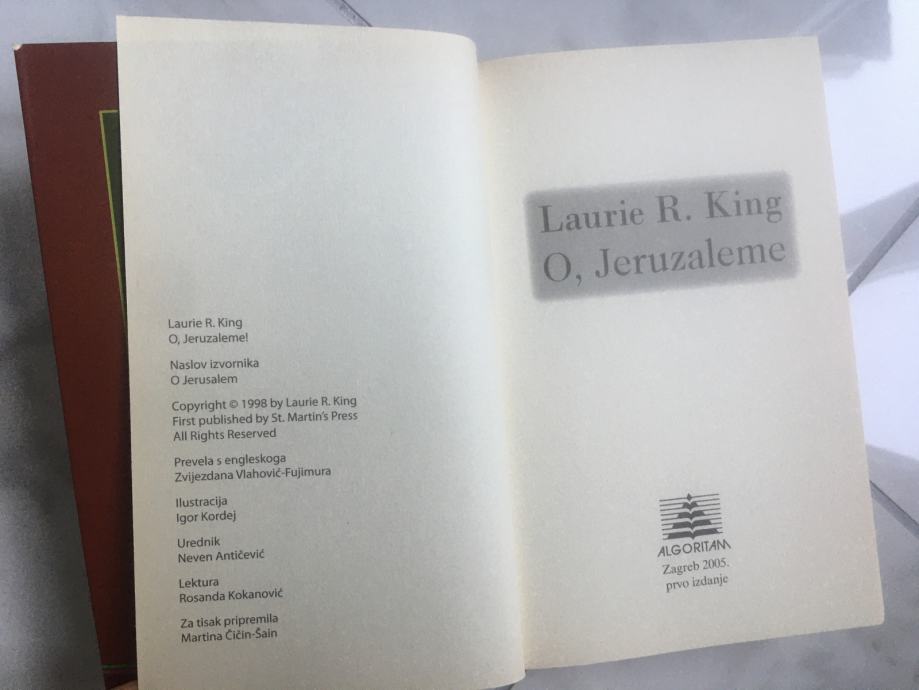 Laurie R. King
O, Jeruzaleme!
Naslov izvornika
O Jerusalem
Copyright © 1998 by Laurie R. King
First published by St. Martin's Press
All Rights Reserved
Prevela s engleskoga
Zvijezdana Vlahović-Fujimura
Ilustracija
Igor Kordej
Urednik
Neven Antičević
Lektura
Rosanda Kokanović
Za tisak pripremila
Martina Čičin-Šain
Laurie R. King
O, Jeruzaleme
ALGORITAM
Zagreb 2005.
prvo izdanje